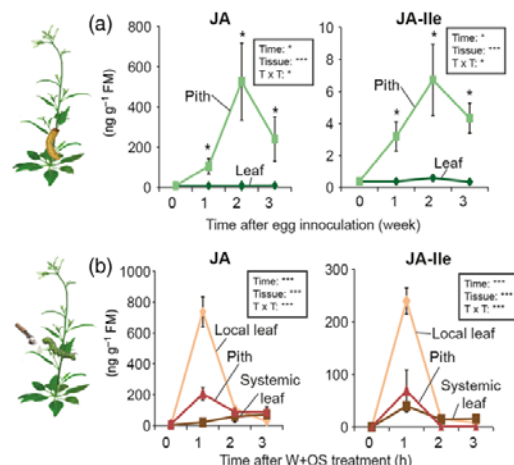 (a)
JA
JA-Ile
Time: *
Tissue: ***
T x T: *
Time: *
Tissue: ***
T x T: *
(ng g⁻¹ FM)
800
600
400
200
0
Pith
Leaf
*
*
*
0 1 2 3
10
8
6
4
2
0
Pith
Leaf
*
*
*
0 1 2 3
Time after egg innoculation (week)
(b)
JA
JA-Ile
Time: ***
Tissue: ***
T x T: ***
Time: ***
Tissue: ***
T x T: ***
(ng g⁻¹ FM)
1000
800
600
400
200
0
Local leaf
Pith
Systemic
leaf
0 1 2 3
300
200
100
0
Local leaf
Pith
Systemic
leaf
0 1 2 3
Time after W+OS treatment (h)